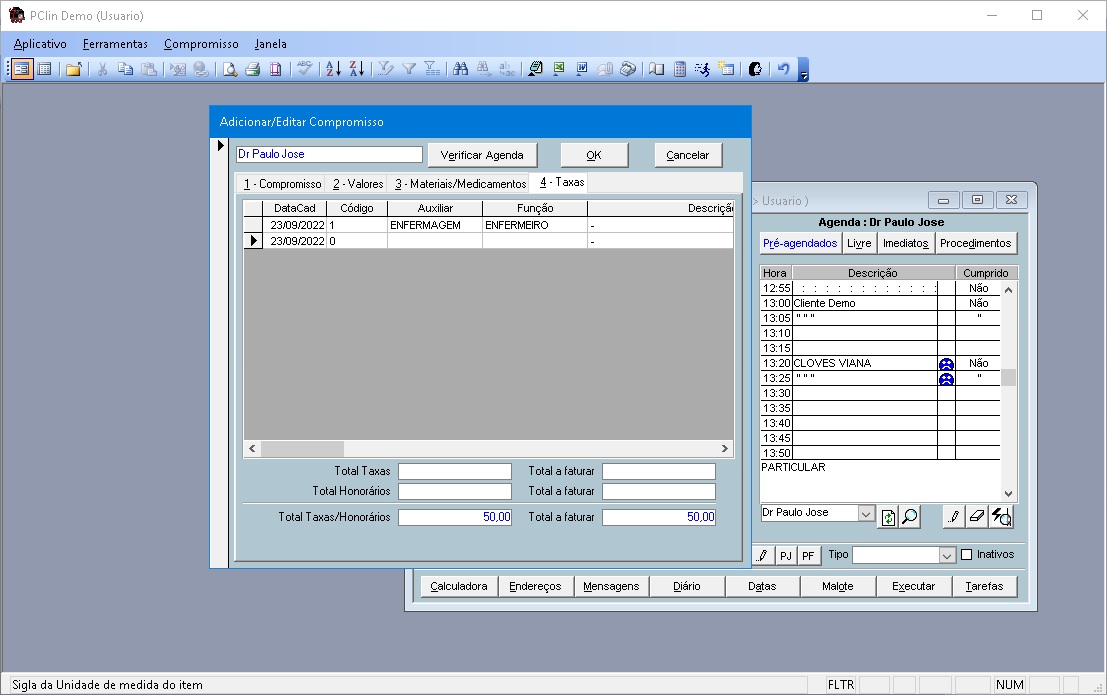 PClin Demo (Usuario)
Aplicativo Ferramentas Compromisso Janela
Adicionar/Editar Compromisso
Dr Paulo Jose Verificar Agenda OK Cancelar
1 - Compromisso 2 - Valores 3 - Materiais/Medicamentos 4 - Taxas
DataCad Código Auxiliar Função Descriçã
23/09/2022 1 ENFERMAGEM ENFERMEIRO -
23/09/2022 0 -
Total Taxas Total a faturar
Total Honorários Total a faturar
Total Taxas/Honorários 50,00 Total a faturar 50,00
> Usuario )
Agenda : Dr Paulo Jose
Pré-agendados Livre Imediatos Procedimentos
Hora Descrição Cumprido
12:55 : : : : : : : : : : : : Não
13:00 Cliente Demo Não
13:05 " " " "
13:10
13:15
13:20 CLOVES VIANA Não
13:25 " " " "
13:30
13:35
13:40
13:45
13:50
PARTICULAR
Dr Paulo Jose
PJ PF Tipo Inativos
Calculadora Endereços Mensagens Diário Datas Malote Executar Tarefas
Sigla da Unidade de medida do item FLTR NUM